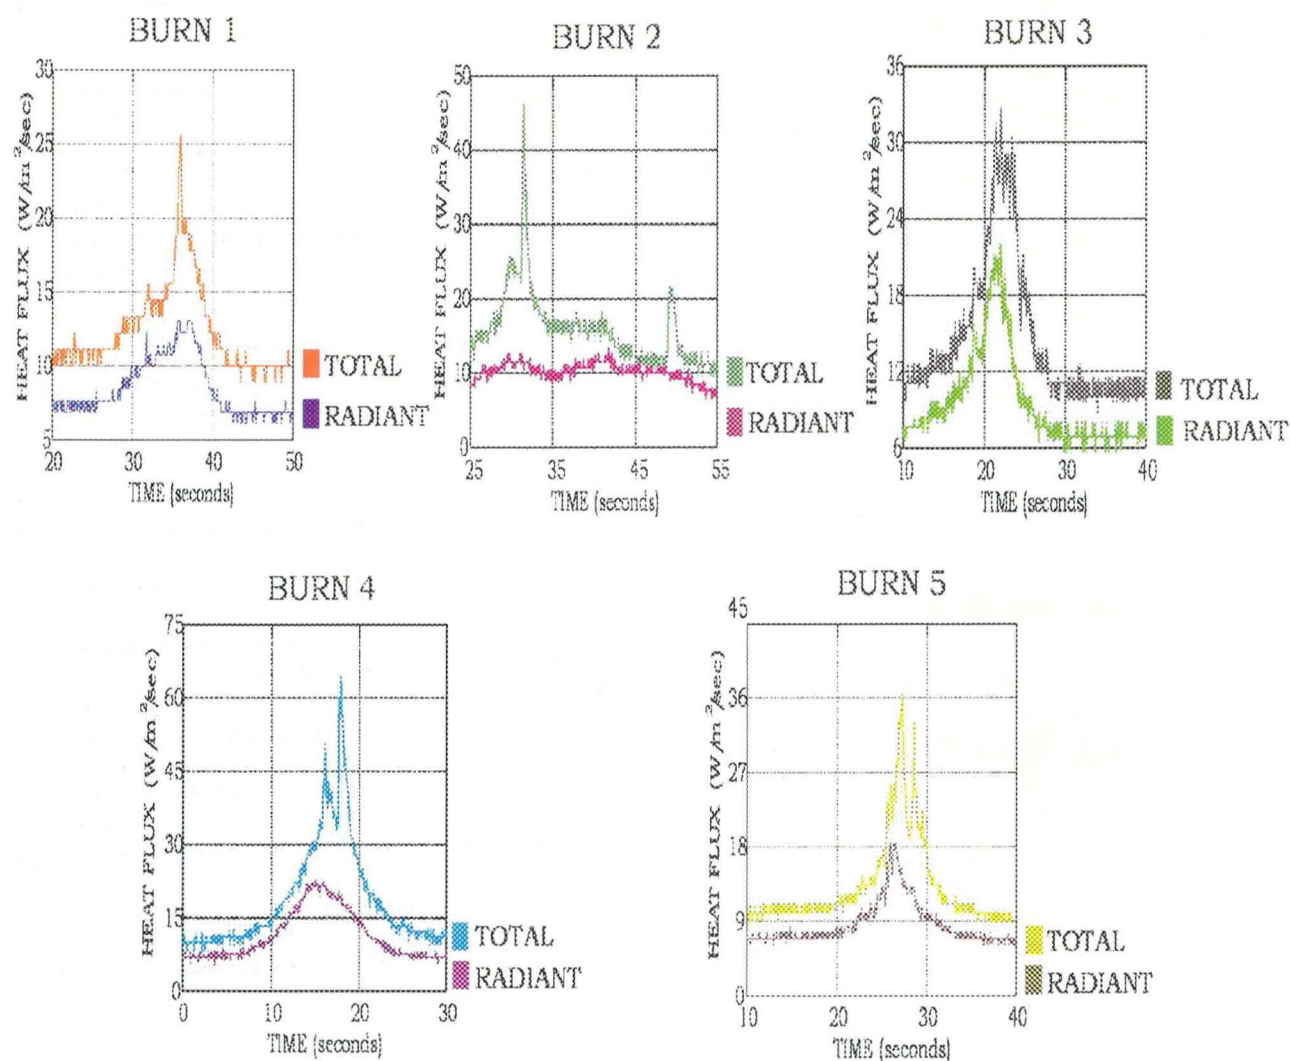 BURN 1
HEAT FLUX (W/m²/sec)
30
25
20
15
10
5
20 30 40 50
TIME (seconds)
TOTAL
RADIANT
BURN 2
HEAT FLUX (W/m²/sec)
50
40
30
20
10
0
25 35 45 55
TIME (seconds)
TOTAL
RADIANT
BURN 3
HEAT FLUX (W/m²/sec)
36
30
24
18
12
6
10 20 30 40
TIME (seconds)
TOTAL
RADIANT
BURN 4
HEAT FLUX (W/m²/sec)
75
60
45
30
15
0
0 10 20 30
TIME (seconds)
TOTAL
RADIANT
BURN 5
HEAT FLUX (W/m²/sec)
45
36
27
18
9
0
10 20 30 40
TIME (seconds)
TOTAL
RADIANT